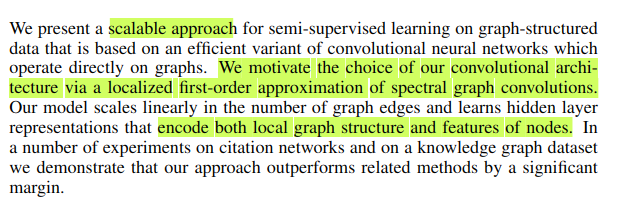 We present a scalable approach for semi-supervised learning on graph-structured
data that is based on an efficient variant of convolutional neural networks which
operate directly on graphs. We motivate the choice of our convolutional archi-
tecture via a localized first-order approximation of spectral graph convolutions.
Our model scales linearly in the number of graph edges and learns hidden layer
representations that encode both local graph structure and features of nodes. In
a number of experiments on citation networks and on a knowledge graph dataset
we demonstrate that our approach outperforms related methods by a significant
margin.